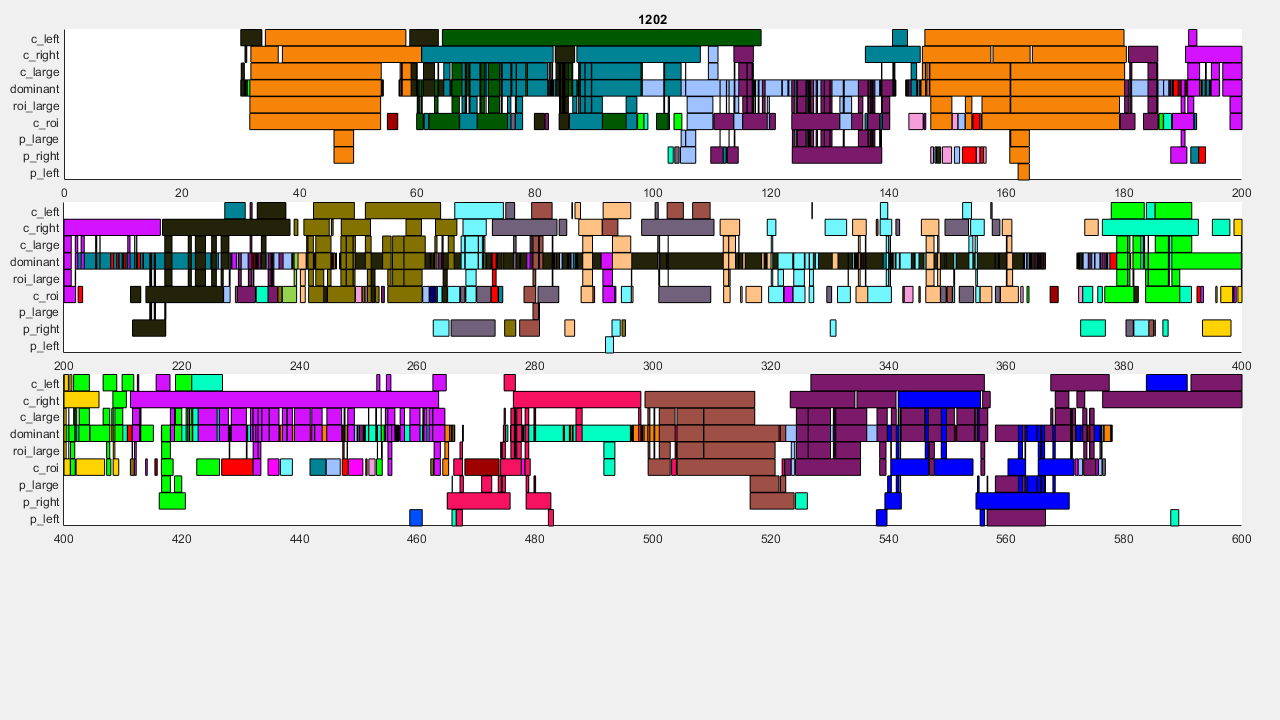 1202
c_left
c_right
c_large
dominant
roi_large
c_roi
p_large
p_right
p_left
0 20 40 60 80 100 120 140 160 180 200
c_left
c_right
c_large
dominant
roi_large
c_roi
p_large
p_right
p_left
200 220 240 260 280 300 320 340 360 380 400
c_left
c_right
c_large
dominant
roi_large
c_roi
p_large
p_right
p_left
400 420 440 460 480 500 520 540 560 580 600